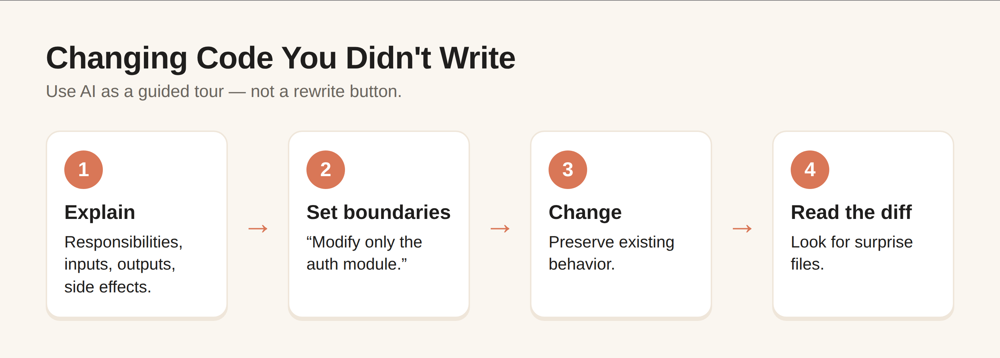 Changing Code You Didn't Write
Use AI as a guided tour — not a rewrite button.
1
Explain
Responsibilities,
inputs, outputs,
side effects.
→
2
Set boundaries
“Modify only the
auth module.”
→
3
Change
Preserve existing
behavior.
→
4
Read the diff
Look for surprise
files.